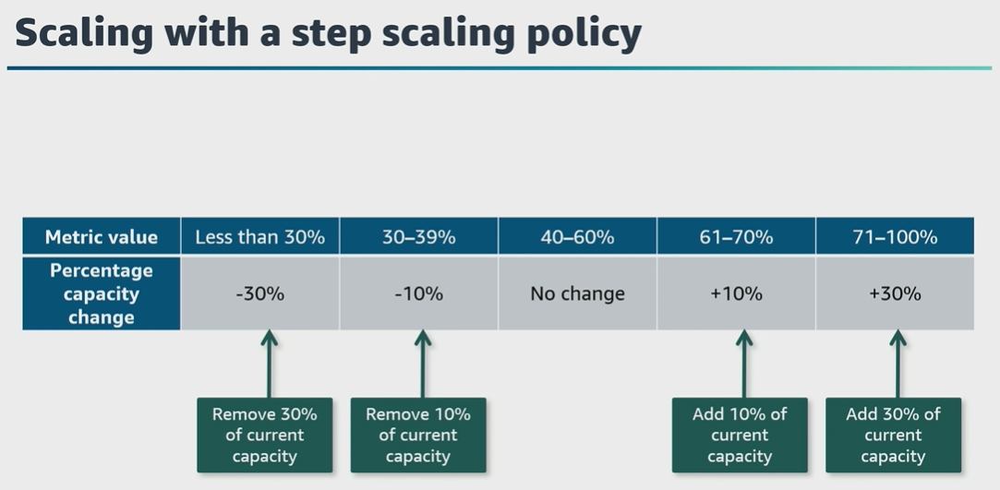 Scaling with a step scaling policy
Metric value
Less than 30%
30–39%
40–60%
61–70%
71–100%
Percentage
capacity
change
-30%
-10%
No change
+10%
+30%
Remove 30%
of current
capacity
Remove 10%
of current
capacity
Add 10% of
current
capacity
Add 30% of
current
capacity